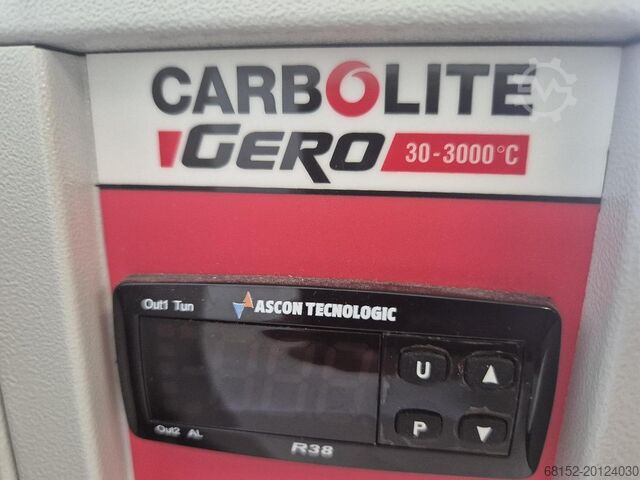 CARBOLITE
GERO 30-3000°C
Out1 Tun
ASCON TECNOLOGIC
U
P
Out2 AL
R38
68152-20124030